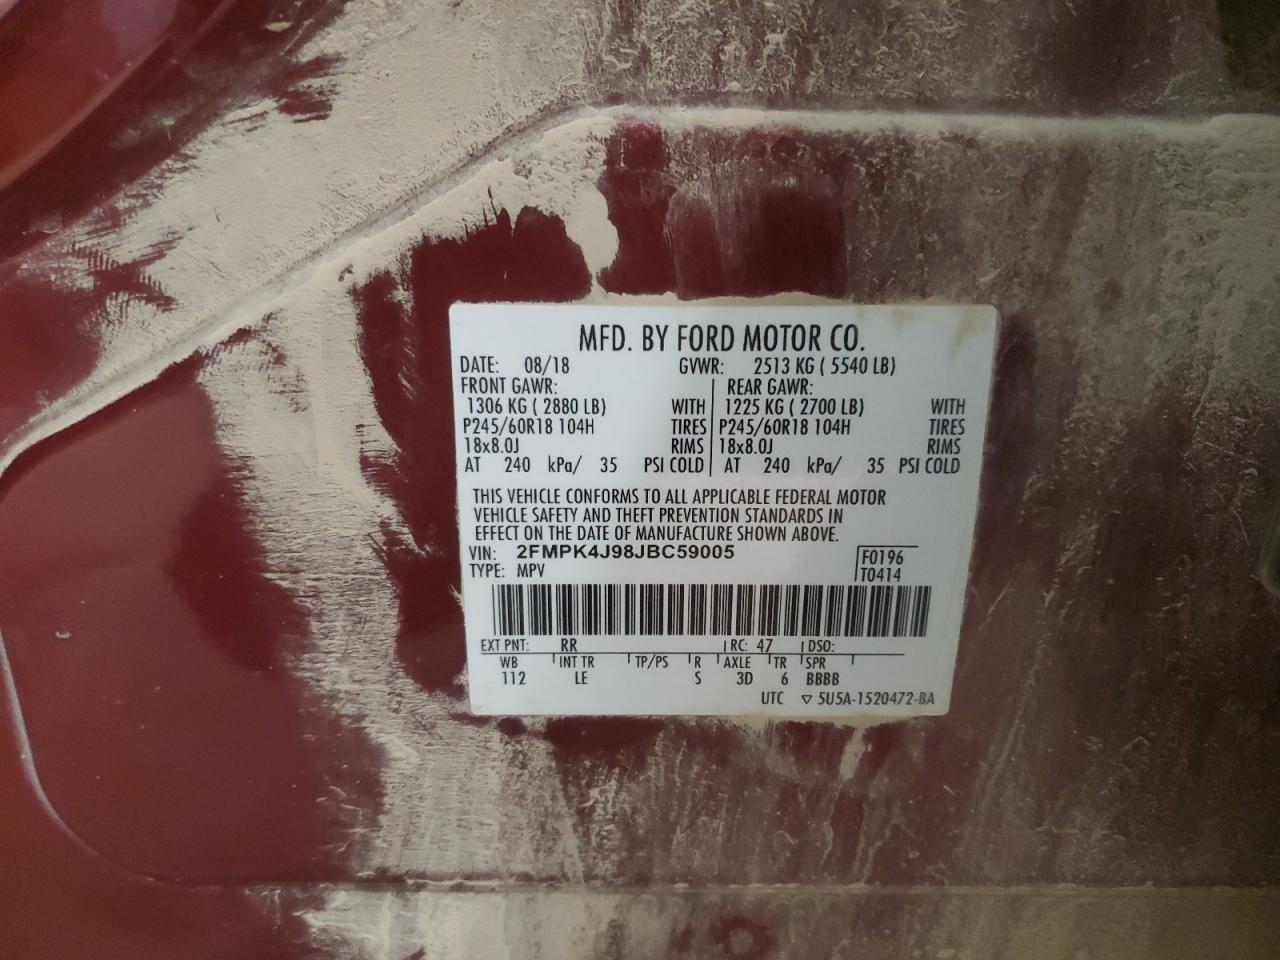 MFD. BY FORD MOTOR CO.
DATE: 08/18 GVWR: 2513 KG ( 5540 LB)
FRONT GAWR: REAR GAWR:
1306 KG ( 2880 LB) WITH 1225 KG ( 2700 LB) WITH
P245/60R18 104H TIRES P245/60R18 104H TIRES
18x8.0J RIMS 18x8.0J RIMS
AT 240 kPa/ 35 PSI COLD AT 240 kPa/ 35 PSI COLD
THIS VEHICLE CONFORMS TO ALL APPLICABLE FEDERAL MOTOR
VEHICLE SAFETY AND THEFT PREVENTION STANDARDS IN
EFFECT ON THE DATE OF MANUFACTURE SHOWN ABOVE.
VIN: 2FMPK4J98JBC59005 F0196
TYPE: MPV T0414
EXT PNT: RR RC: 47 DSO:
WB INT TR TP/PS R AXLE TR SPR
112 LE S 3D 6 BBBB
UTC ▽ 5U5A-1520472-BA